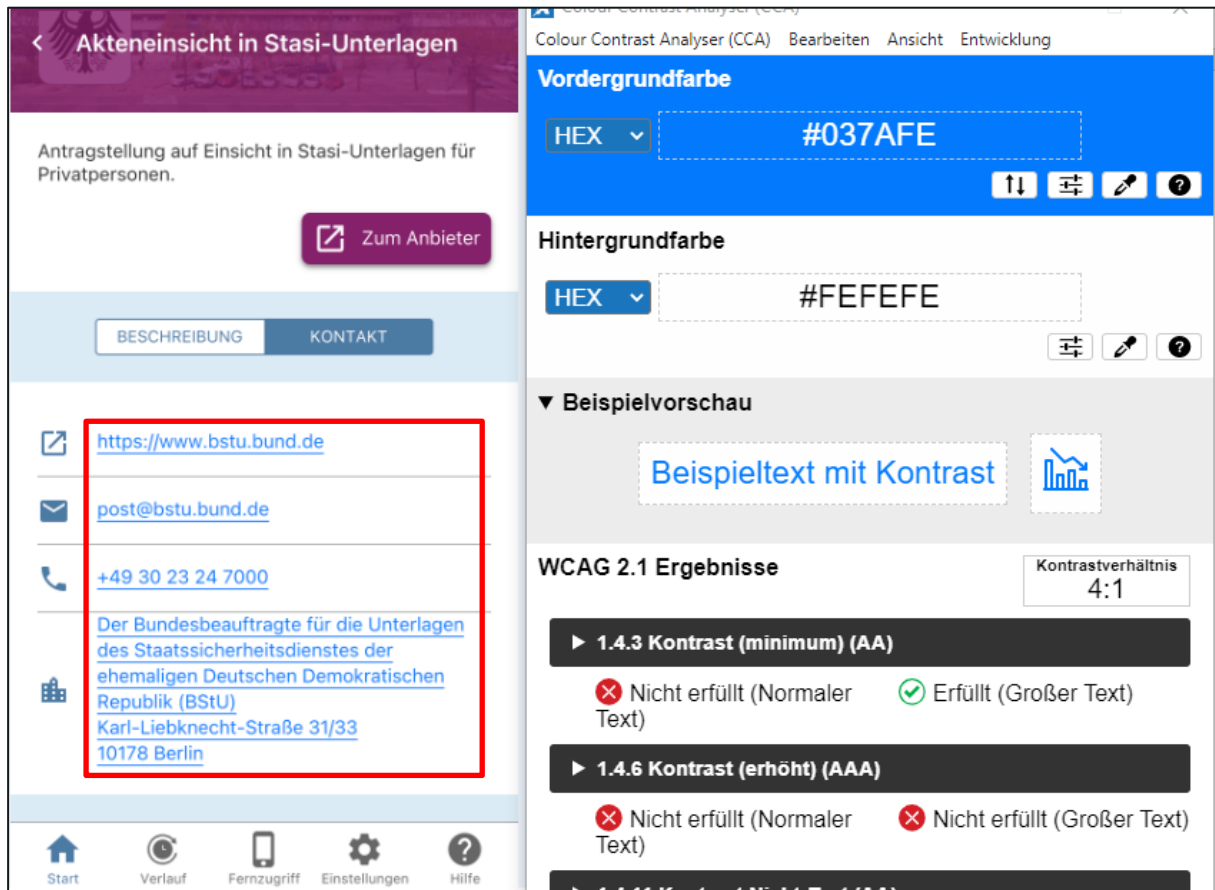 Akteneinsicht in Stasi-Unterlagen
Antragstellung auf Einsicht in Stasi-Unterlagen für
Privatpersonen.
Zum Anbieter
BESCHREIBUNG
KONTAKT
https://www.bstu.bund.de
post@bstu.bund.de
+49 30 23 24 7000
Der Bundesbeauftragte für die Unterlagen
des Staatssicherheitsdienstes der
ehemaligen Deutschen Demokratischen
Republik (BStU)
Karl-Liebknecht-Straße 31/33
10178 Berlin
Start
Verlauf
Fernzugriff
Einstellungen
Hilfe
Colour Contrast Analyser (CCA)
Colour Contrast Analyser (CCA) Bearbeiten Ansicht Entwicklung
Vordergrundfarbe
HEX
#037AFE
Hintergrundfarbe
HEX
#FEFEFE
▼ Beispielvorschau
Beispieltext mit Kontrast
WCAG 2.1 Ergebnisse
Kontrastverhältnis
4:1
▶ 1.4.3 Kontrast (minimum) (AA)
Nicht erfüllt (Normaler
Text)
Erfüllt (Großer Text)
▶ 1.4.6 Kontrast (erhöht) (AAA)
Nicht erfüllt (Normaler
Text)
Nicht erfüllt (Großer Text)